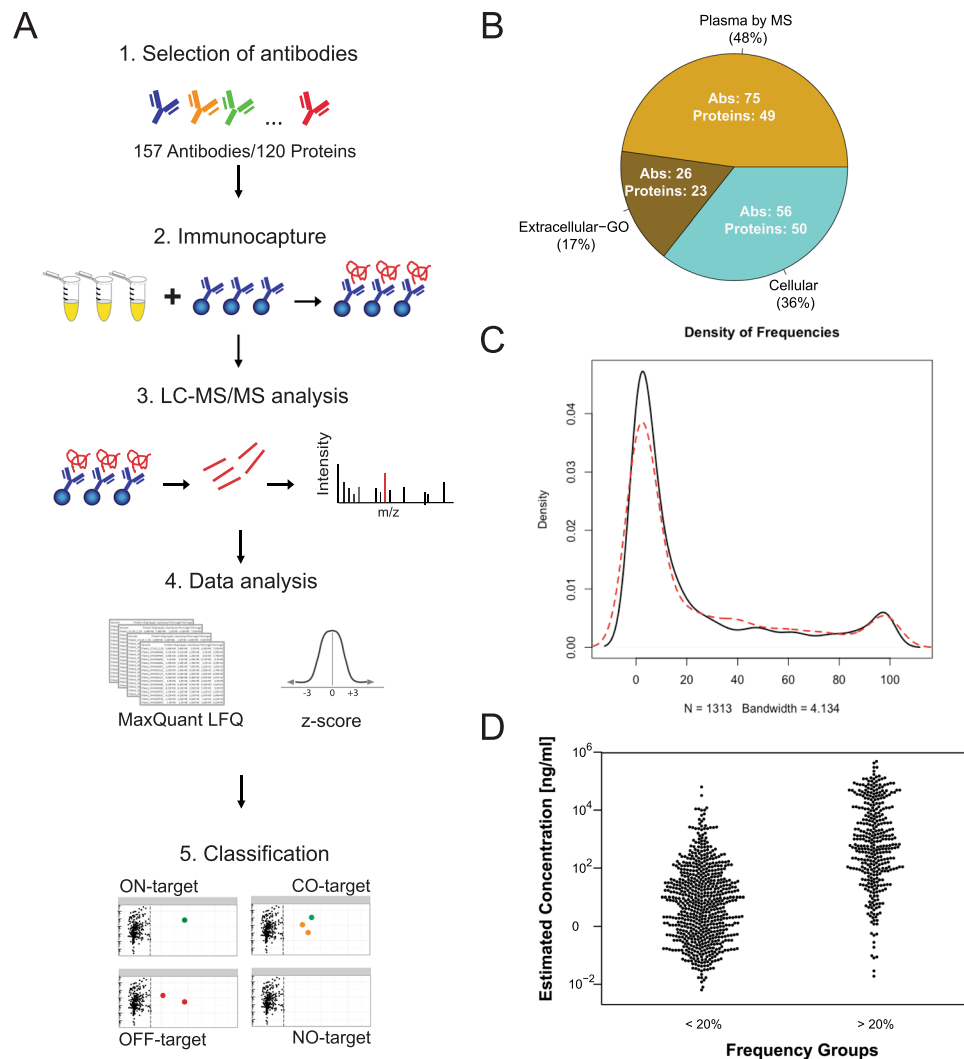 A
1. Selection of antibodies
...
157 Antibodies/120 Proteins
2. Immunocapture
+
3. LC-MS/MS analysis
Intensity
m/z
4. Data analysis
-3 0 +3
MaxQuant LFQ
z-score
5. Classification
ON-target
CO-target
OFF-target
NO-target
B
Plasma by MS
(48%)
Abs: 75
Proteins: 49
Abs: 26
Proteins: 23
Extracellular−GO
(17%)
Abs: 56
Proteins: 50
Cellular
(36%)
C
Density of Frequencies
Density
0.04
0.03
0.02
0.01
0.00
0 20 40 60 80 100
N = 1313 Bandwidth = 4.134
D
Estimated Concentration [ng/ml]
10^6
10^4
10^2
0
10^−2
< 20%
> 20%
Frequency Groups